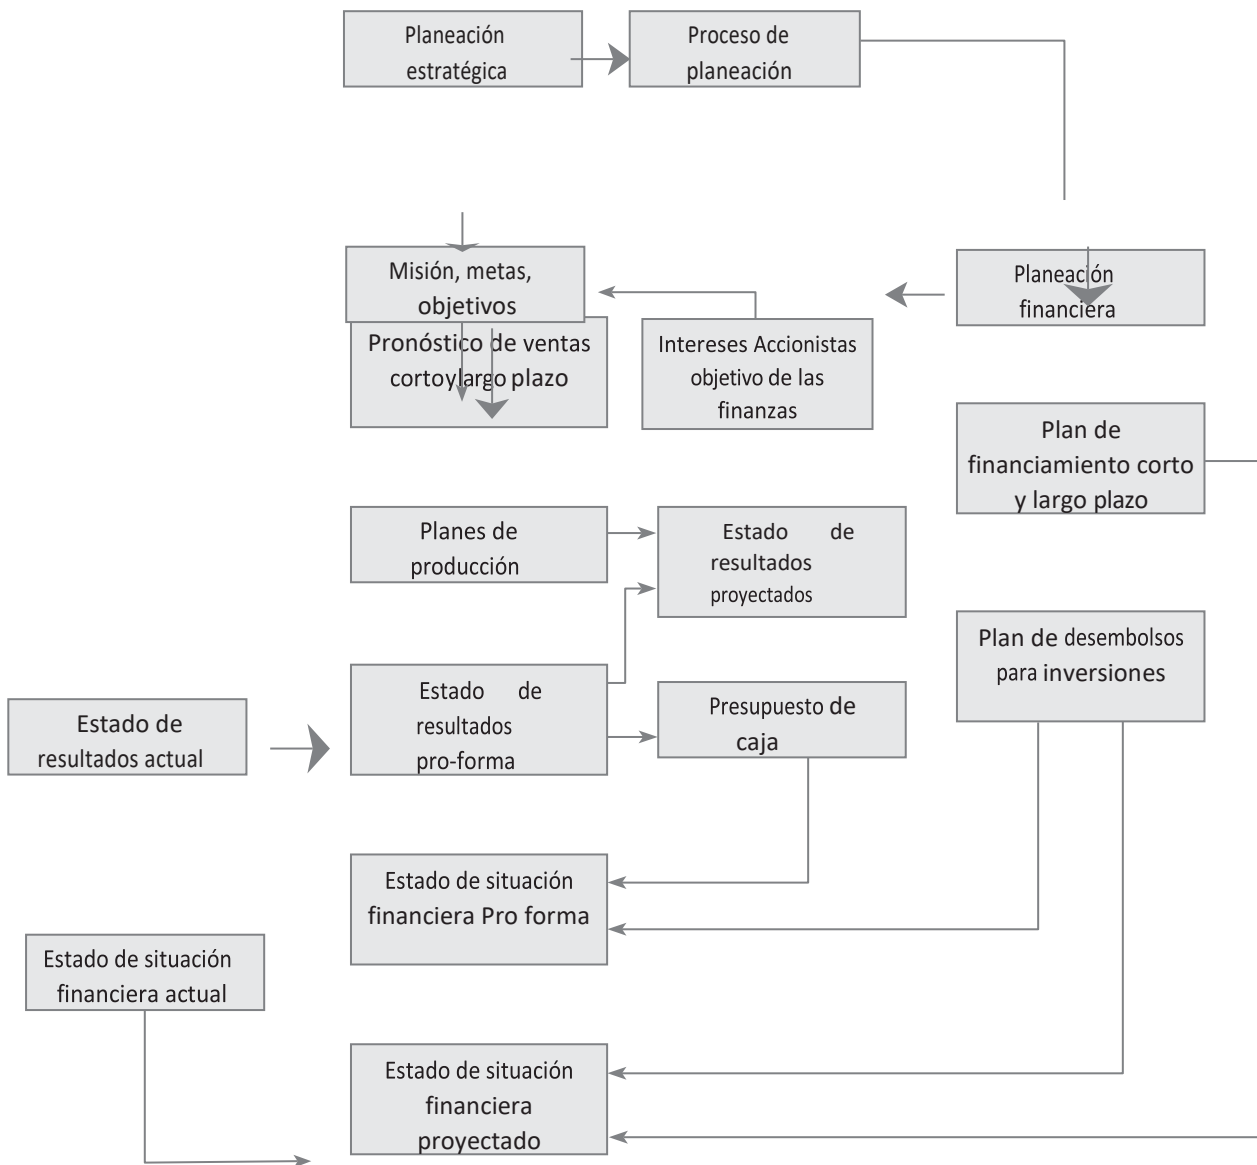 Planeación
estratégica
Proceso de
planeación
Misión, metas,
objetivos
Planeación
financiera
Pronóstico de ventas
corto y largo plazo
Intereses Accionistas
objetivo de las
finanzas
Plan de
financiamiento corto
y largo plazo
Planes de
producción
Estado de
resultados
proyectados
Plan de desembolsos
para inversiones
Estado de
resultados actual
Estado de
resultados
pro-forma
Presupuesto de
caja
Estado de situación
financiera Pro forma
Estado de situación
financiera actual
Estado de situación
financiera
proyectado